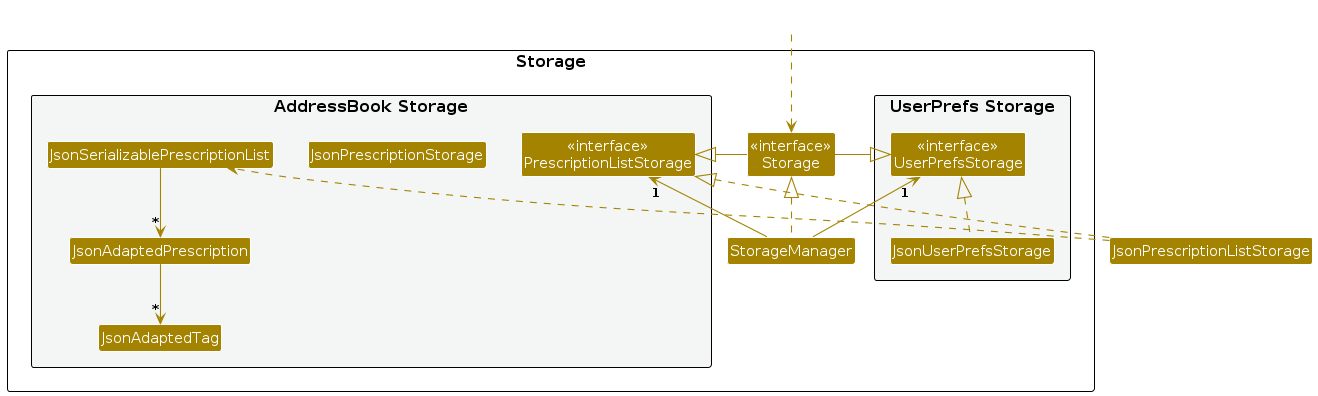 Storage
AddressBook Storage
UserPrefs Storage
JsonSerializablePrescriptionList
JsonPrescriptionStorage
«interface»
PrescriptionListStorage
«interface»
Storage
«interface»
UserPrefsStorage
1
1
*
JsonAdaptedPrescription
StorageManager
JsonUserPrefsStorage
JsonPrescriptionListStorage
*
JsonAdaptedTag